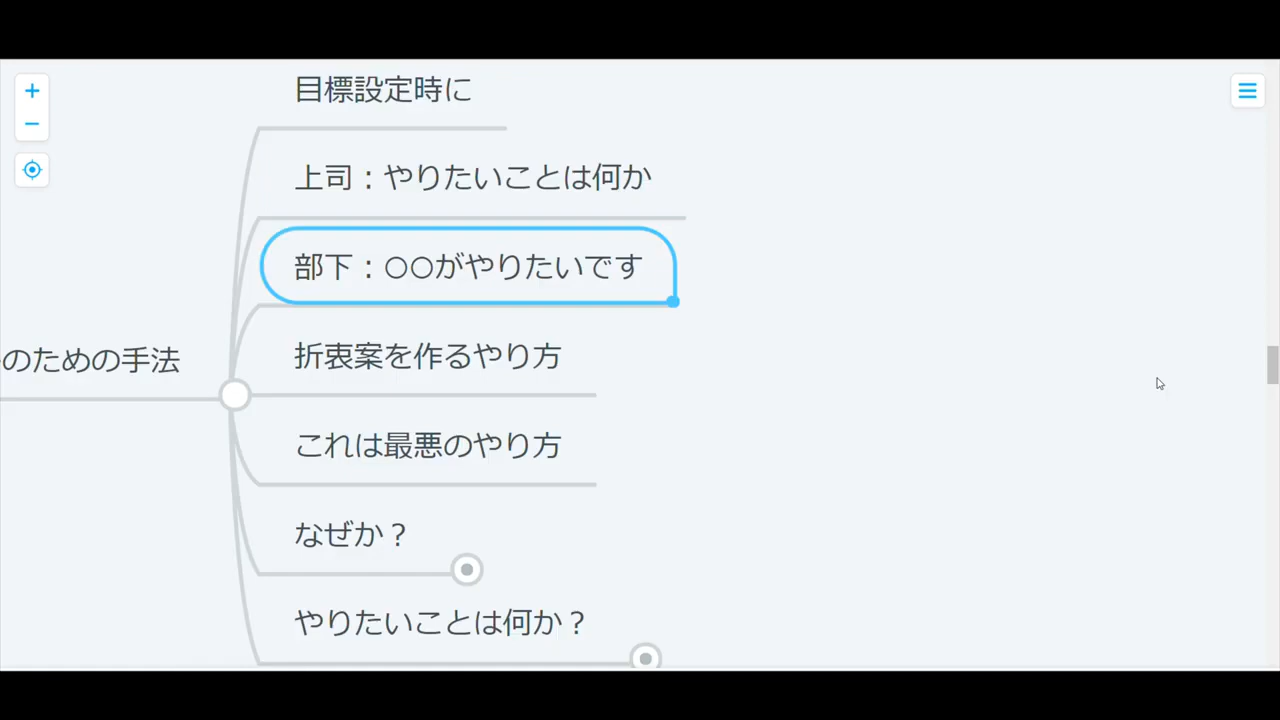 目標設定時に
上司：やりたいことは何か
部下：○○がやりたいです
のための手法
折衷案を作るやり方
これは最悪のやり方
なぜか？
やりたいことは何か？